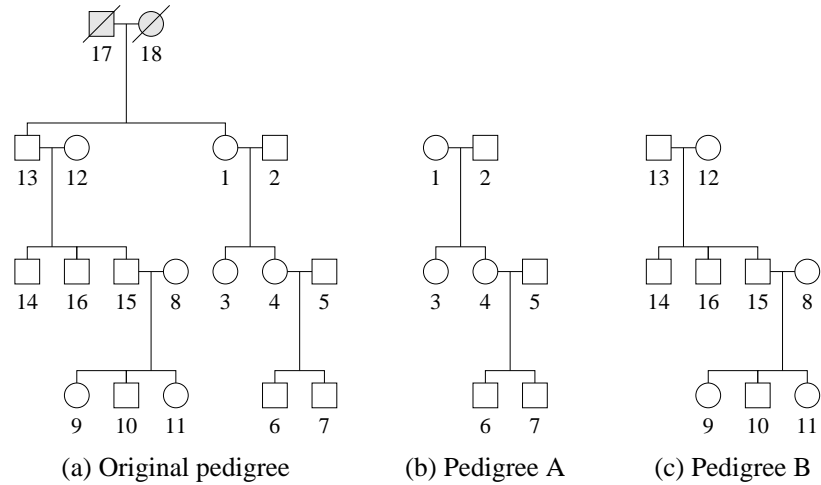 17 18
13 12 1 2 1 2 13 12
14 16 15 8 3 4 5 3 4 5 14 16 15 8
9 10 11 6 7 6 7 9 10 11
(a) Original pedigree (b) Pedigree A (c) Pedigree B